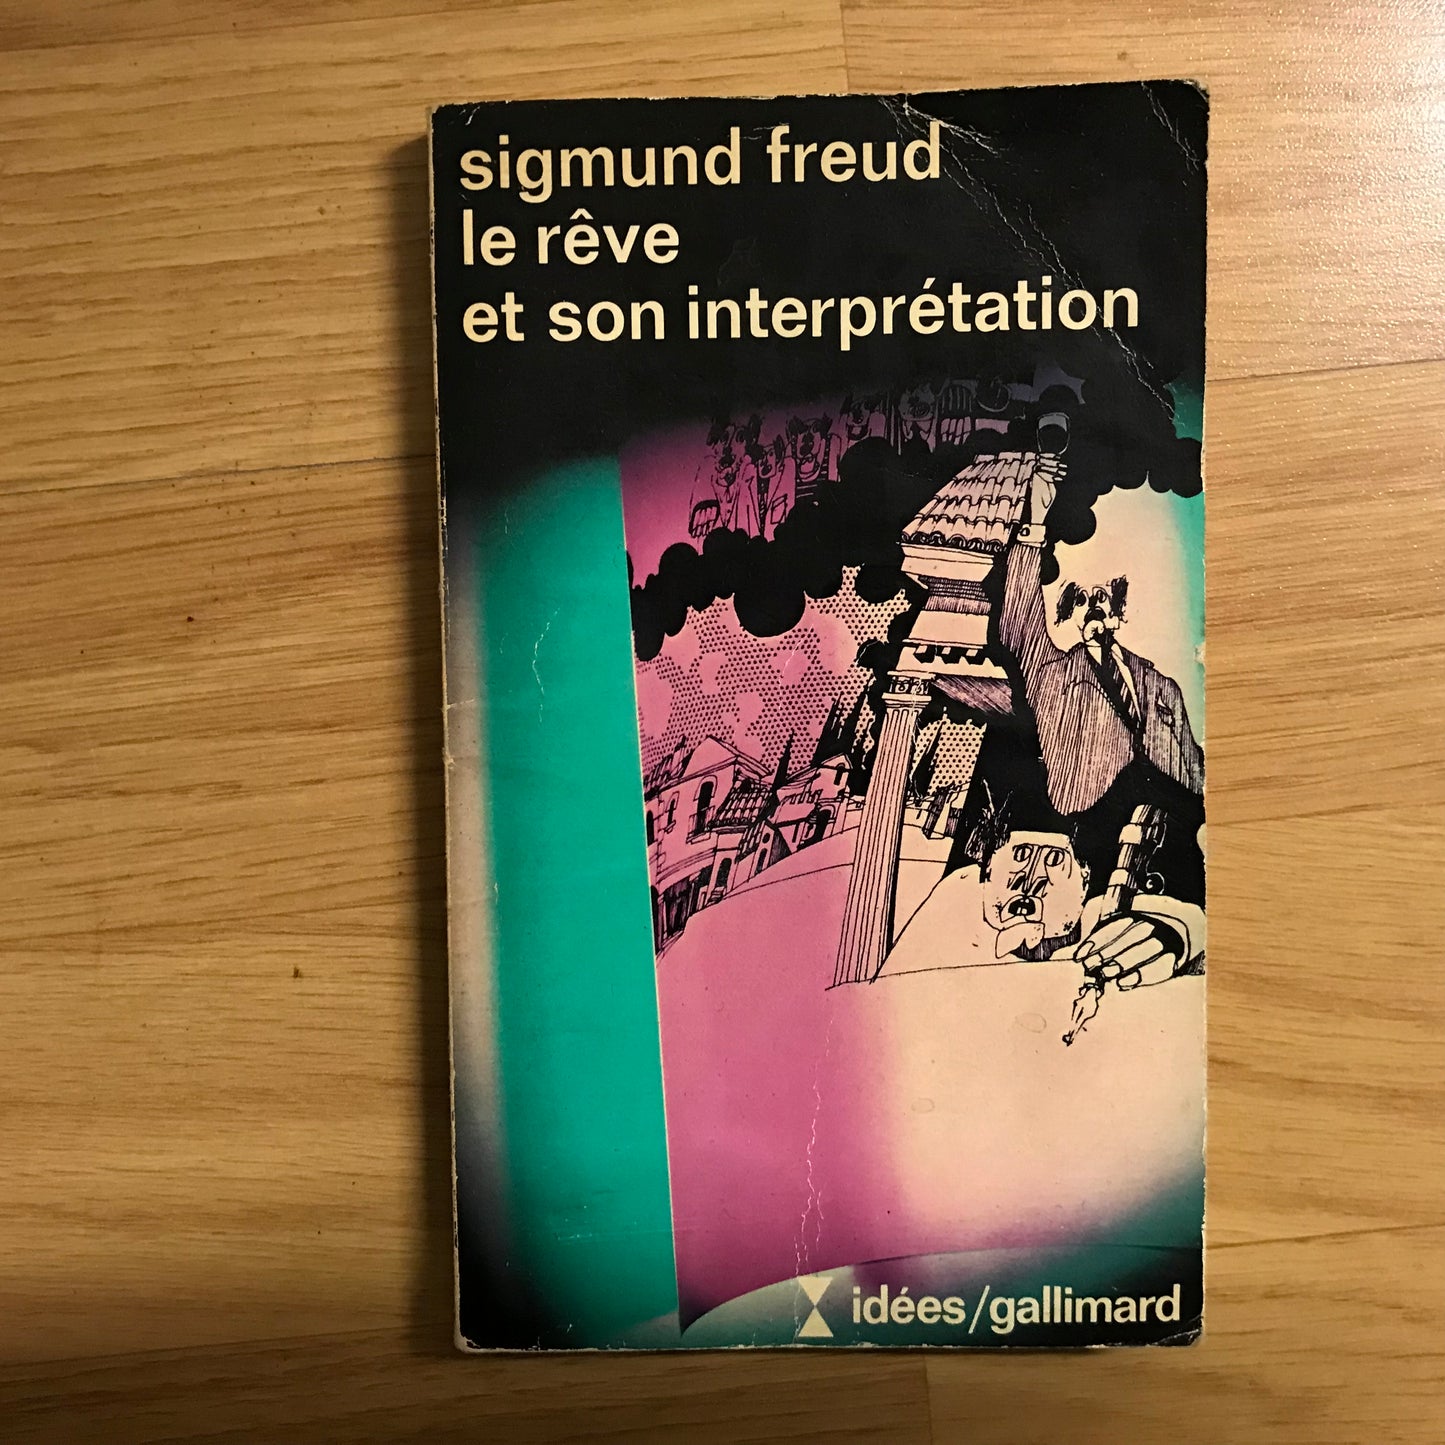 sigmund freud
le rêve
et son interprétation
idées/gallimard